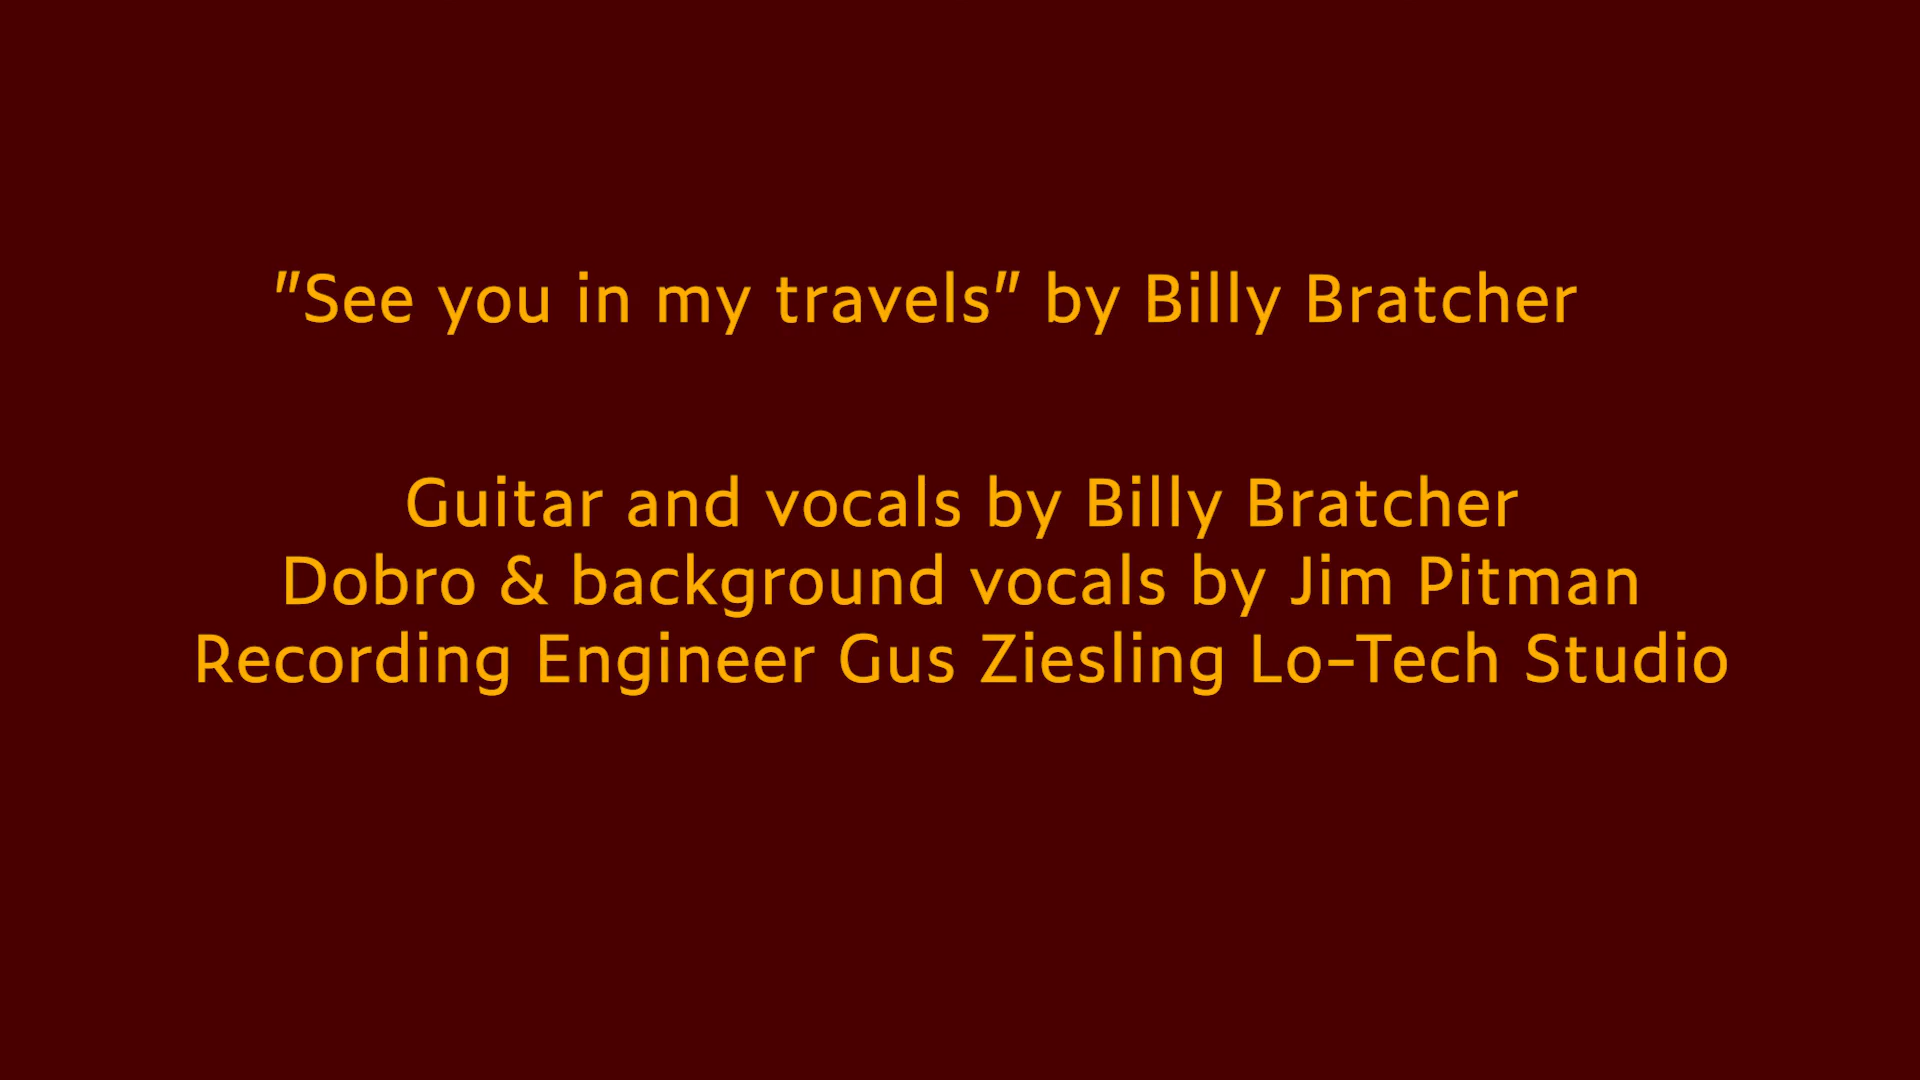 "See you in my travels" by Billy Bratcher
Guitar and vocals by Billy Bratcher
Dobro & background vocals by Jim Pitman
Recording Engineer Gus Ziesling Lo-Tech Studio